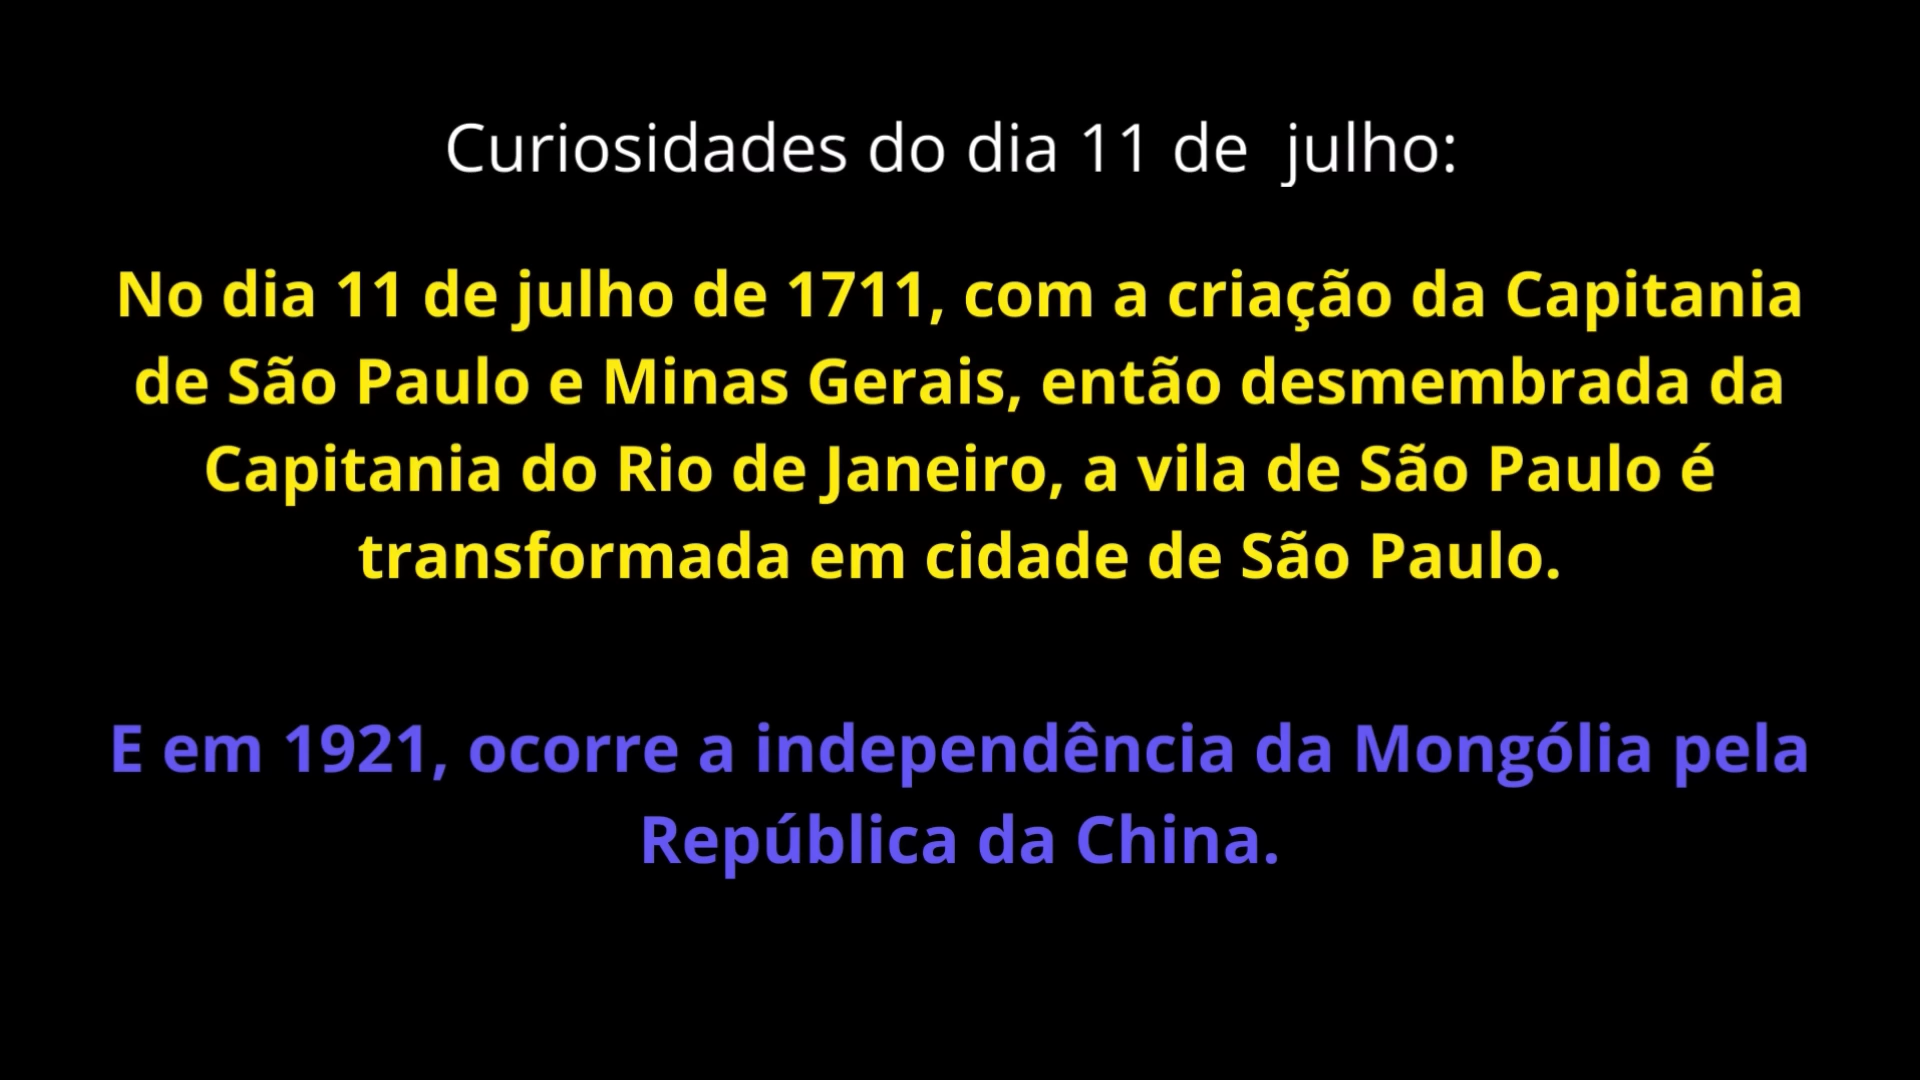 Curiosidades do dia 11 de  julho:
No dia 11 de julho de 1711, com a criação da Capitania
de São Paulo e Minas Gerais, então desmembrada da
Capitania do Rio de Janeiro, a vila de São Paulo é
transformada em cidade de São Paulo.
E em 1921, ocorre a independência da Mongólia pela
República da China.